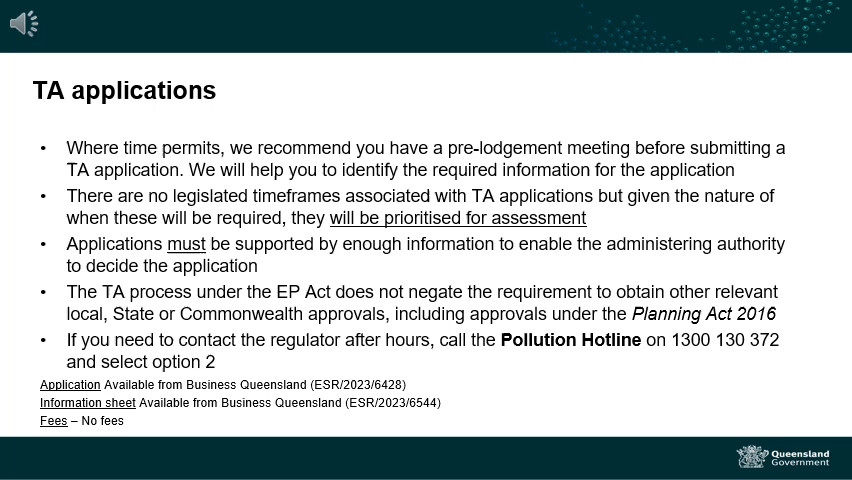 TA applications
• Where time permits, we recommend you have a pre-lodgement meeting before submitting a
TA application. We will help you to identify the required information for the application
• There are no legislated timeframes associated with TA applications but given the nature of
when these will be required, they will be prioritised for assessment
• Applications must be supported by enough information to enable the administering authority
to decide the application
• The TA process under the EP Act does not negate the requirement to obtain other relevant
local, State or Commonwealth approvals, including approvals under the Planning Act 2016
• If you need to contact the regulator after hours, call the Pollution Hotline on 1300 130 372
and select option 2
Application Available from Business Queensland (ESR/2023/6428)
Information sheet Available from Business Queensland (ESR/2023/6544)
Fees – No fees
Queensland
Government